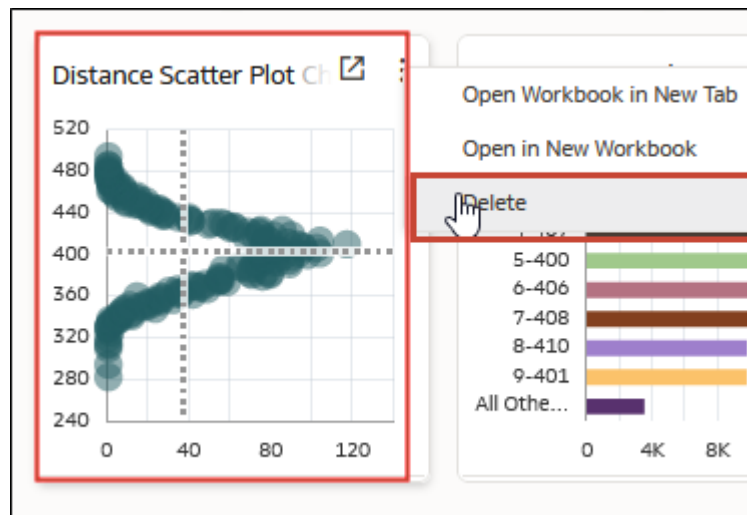 Distance Scatter Plot Ch
520
480
440
400
360
320
280
240
0 40 80 120
Open Workbook in New Tab
Open in New Workbook
Delete
5-400
6-406
7-408
8-410
9-401
All Othe...
0 4K 8K